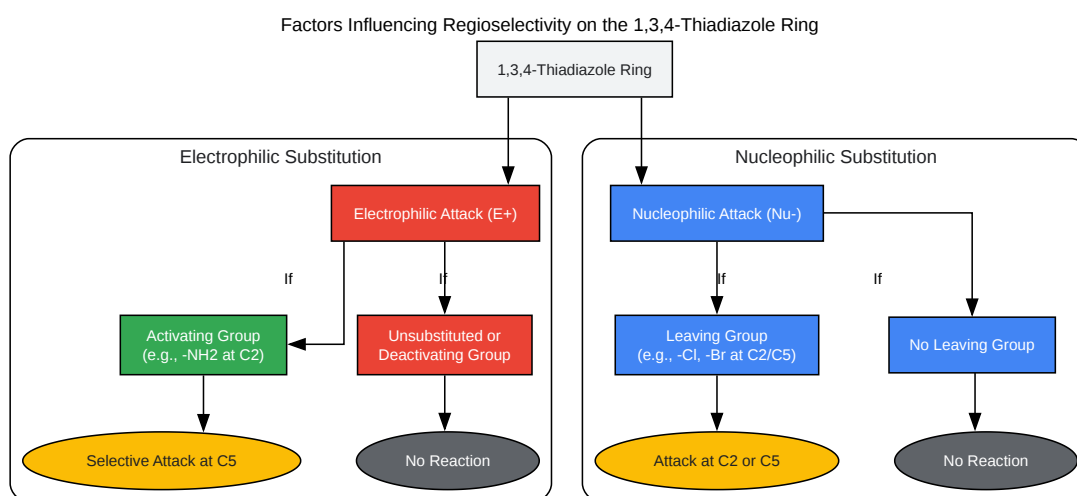 Factors Influencing Regioselectivity on the 1,3,4-Thiadiazole Ring
1,3,4-Thiadiazole Ring
Electrophilic Substitution
Nucleophilic Substitution
Electrophilic Attack (E+)
Nucleophilic Attack (Nu-)
If
If
If
If
Activating Group
(e.g., -NH2 at C2)
Unsubstituted or
Deactivating Group
Leaving Group
(e.g., -Cl, -Br at C2/C5)
No Leaving Group
Selective Attack at C5
No Reaction
Attack at C2 or C5
No Reaction